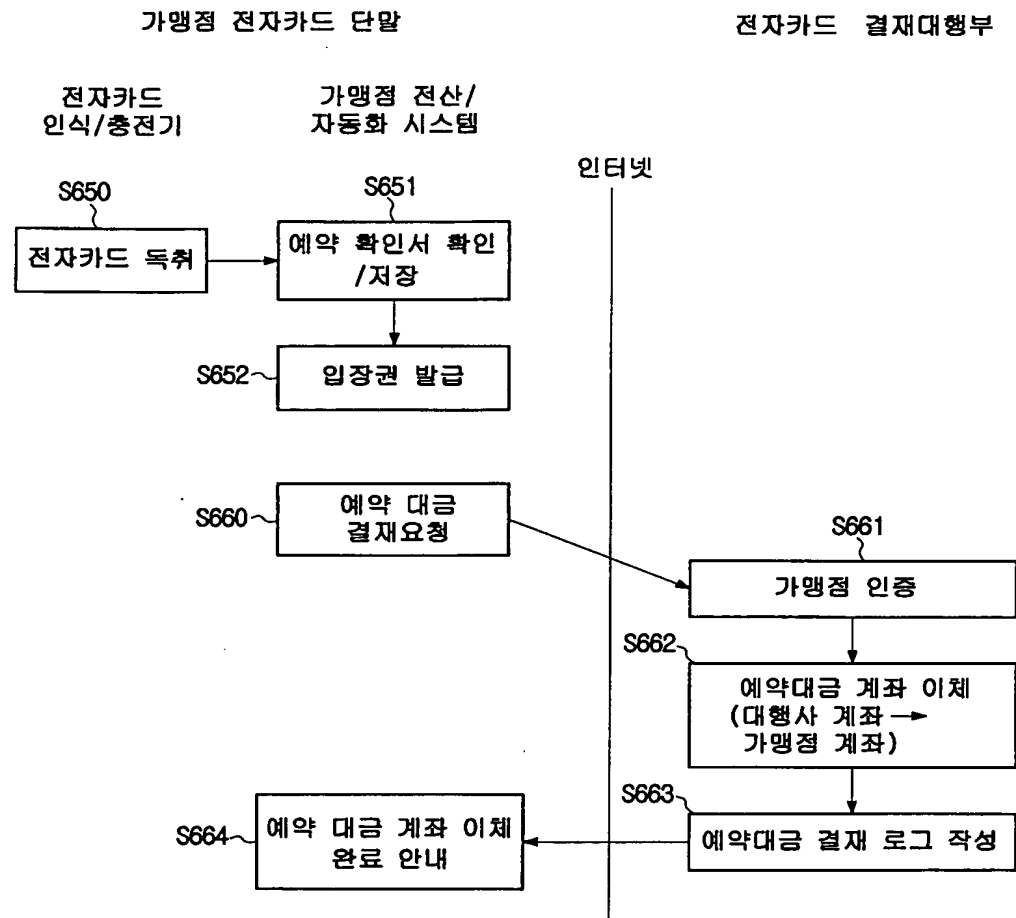 가맹점 전자카드 단말
전자카드 결재대행부
전자카드
인식/충전기
가맹점 전산/
자동화 시스템
인터넷
S650
전자카드 독취
S651
예약 확인서 확인
/저장
S652
입장권 발급
S660
예약 대금
결재요청
S661
가맹점 인증
S662
예약대금 계좌 이체
(대행사 계좌 →
가맹점 계좌)
S663
예약대금 결재 로그 작성
S664
예약 대금 계좌 이체
완료 안내